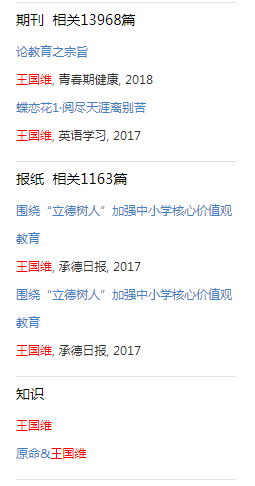 期刊 相关13968篇
论教育之宗旨
王国维, 青春期健康, 2018
蝶恋花1·阅尽天涯离别苦
王国维, 英语学习, 2017
报纸 相关1163篇
围绕“立德树人”加强中小学核心价值观
教育
王国维, 承德日报, 2017
围绕“立德树人”加强中小学核心价值观
教育
王国维, 承德日报, 2017
知识
王国维
原命&王国维